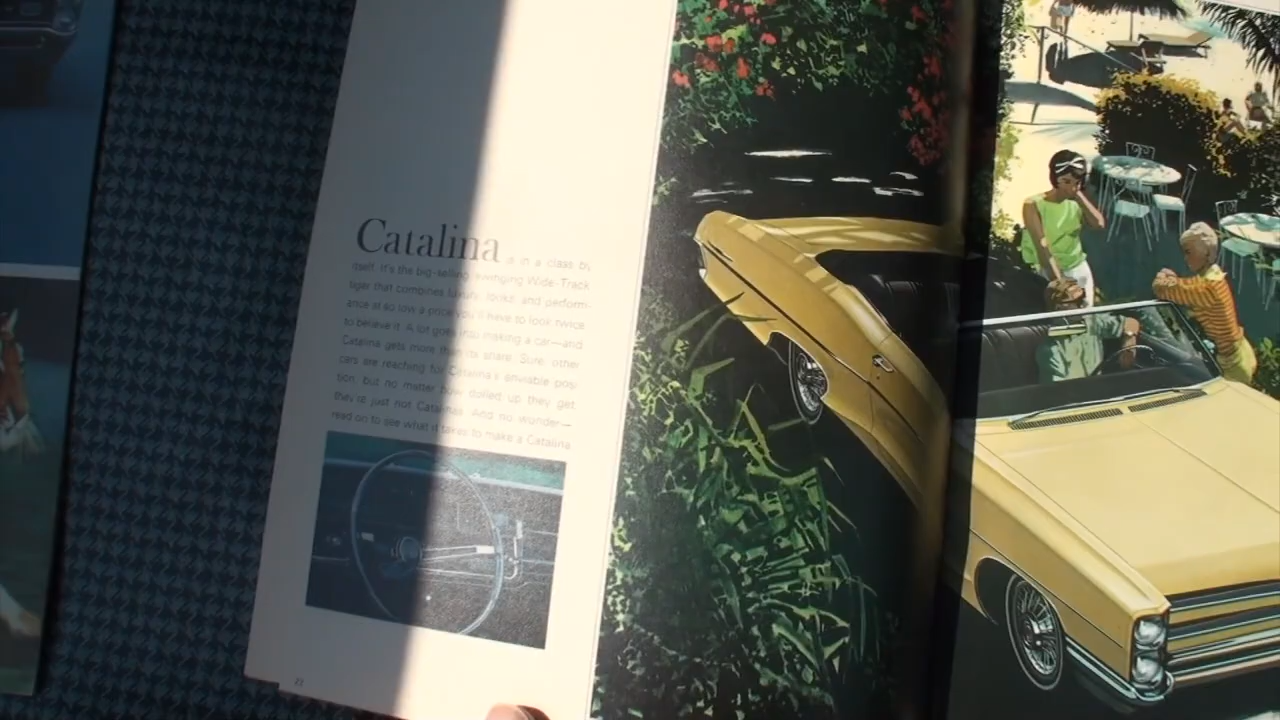 Catalina is in a class by
itself. It's the big-selling, swinging Wide-Track
tiger that combines luxury, looks, and perform-
ance at so low a price you'll have to look twice
to believe it. A lot goes into making a car—and
Catalina gets more than its share. Sure, other
cars are reaching for Catalina's enviable posi-
tion, but no matter how dolled up they get,
they're just not Catalinas. And no wonder—
read on to see what it takes to make a Catalina.
22